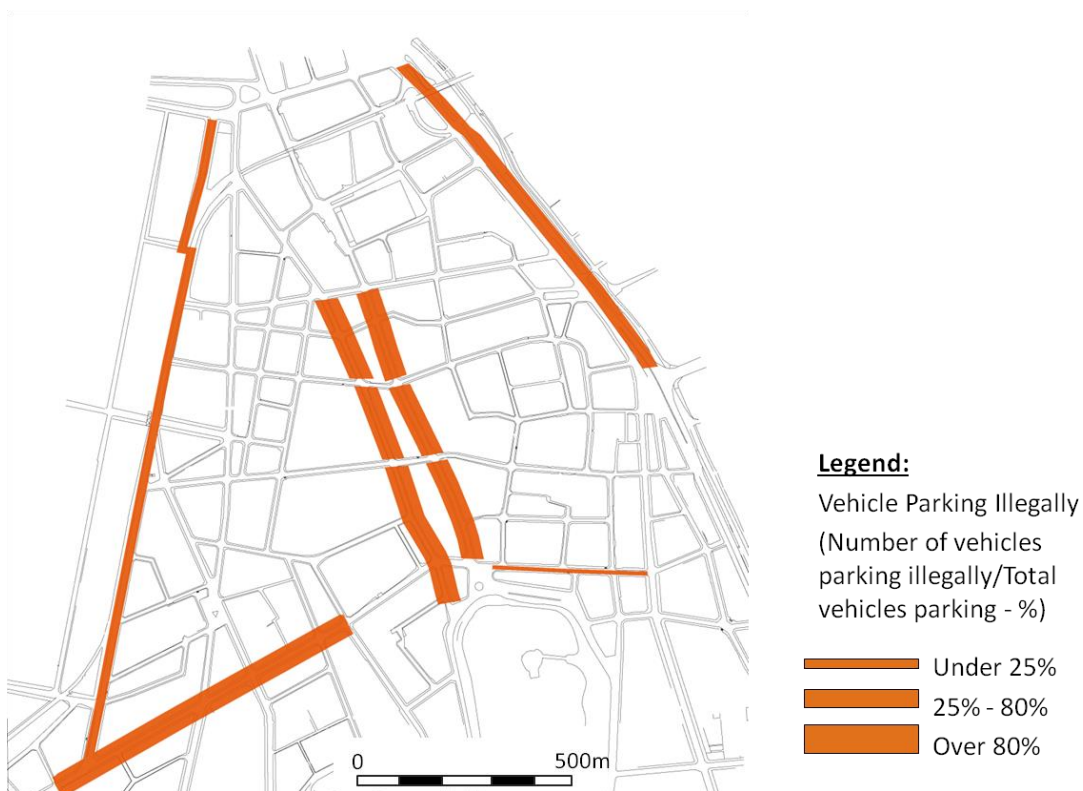 Legend:
Vehicle Parking Illegally
(Number of vehicles
parking illegally/Total
vehicles parking - %)
Under 25%
25% - 80%
Over 80%
0 500m